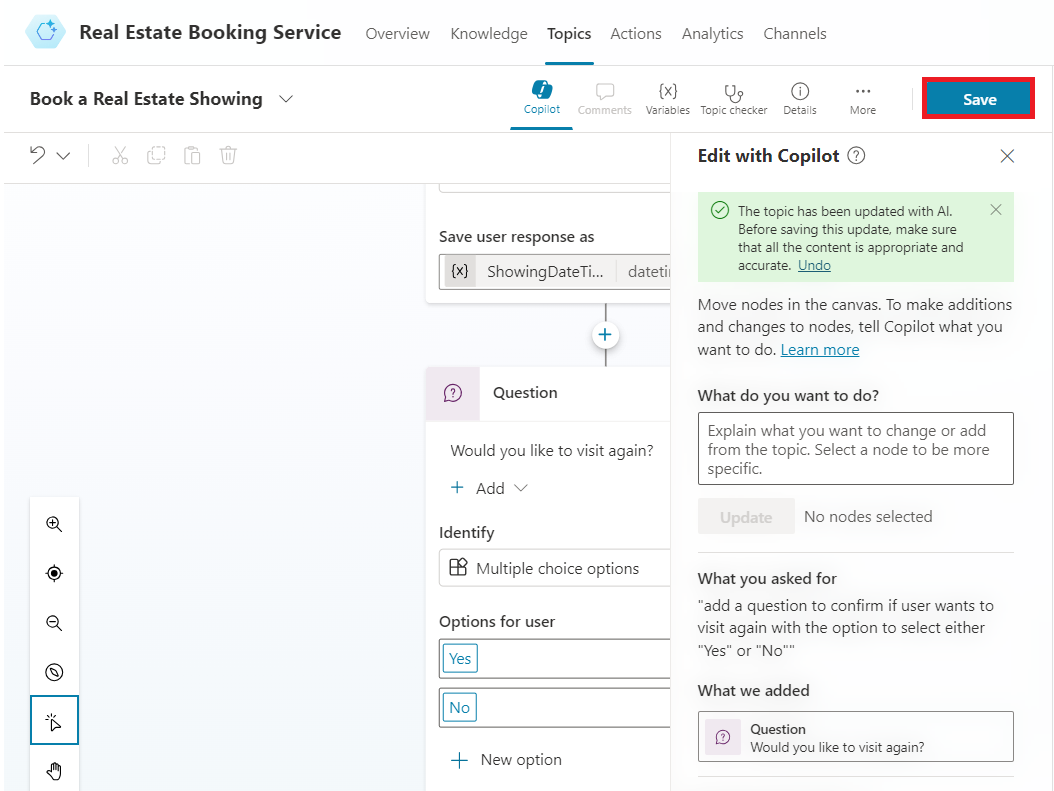 Real Estate Booking Service
Overview
Knowledge
Topics
Actions
Analytics
Channels
Book a Real Estate Showing
Copilot
Comments
{x}
Variables
Topic checker
Details
More
Save
Save user response as
{x}
ShowingDateTi...
datetin
Question
Would you like to visit again?
Add
Identify
Multiple choice options
Options for user
Yes
No
New option
Edit with Copilot
The topic has been updated with AI.
Before saving this update, make sure
that all the content is appropriate and
accurate. Undo
Move nodes in the canvas. To make additions
and changes to nodes, tell Copilot what you
want to do. Learn more
What do you want to do?
Explain what you want to change or add
from the topic. Select a node to be more
specific.
Update
No nodes selected
What you asked for
"add a question to confirm if user wants to
visit again with the option to select either
"Yes" or "No""
What we added
Question
Would you like to visit again?